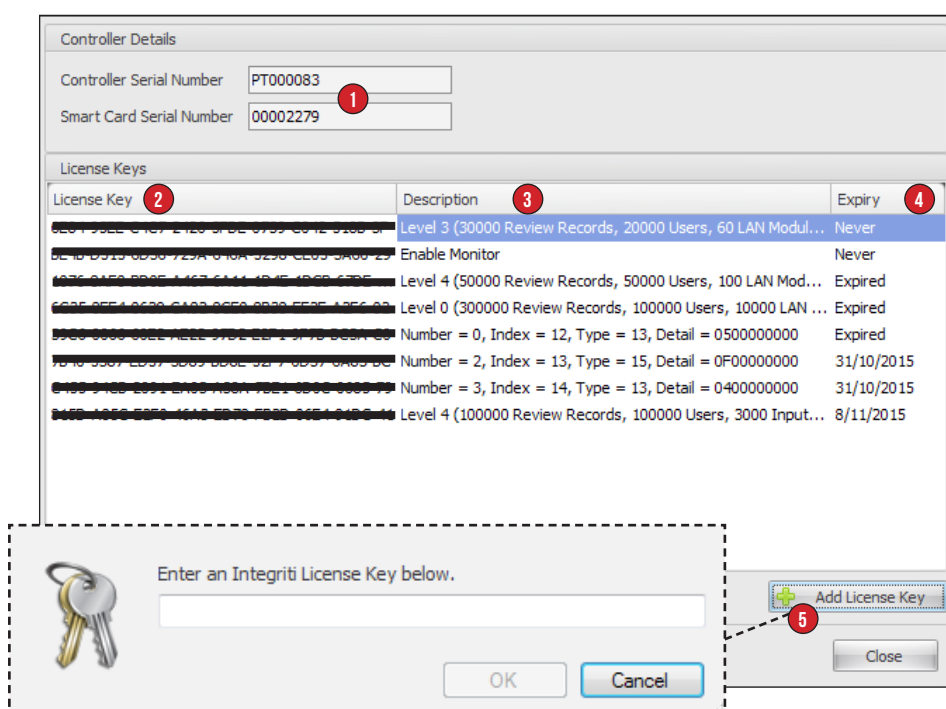 Controller Details
Controller Serial Number PT000083
1
Smart Card Serial Number 00002279
License Keys
License Key 2 Description 3 Expiry 4
Level 3 (30000 Review Records, 20000 Users, 60 LAN Modul... Never
Enable Monitor Never
Level 4 (50000 Review Records, 50000 Users, 100 LAN Mod... Expired
Level 0 (300000 Review Records, 100000 Users, 10000 LAN ... Expired
Number = 0, Index = 12, Type = 13, Detail = 0500000000 Expired
Number = 2, Index = 13, Type = 15, Detail = 0F00000000 31/10/2015
Number = 3, Index = 14, Type = 13, Detail = 0400000000 31/10/2015
Level 4 (100000 Review Records, 100000 Users, 3000 Input... 8/11/2015
Enter an Integriti License Key below.
Add License Key
5
Close
OK Cancel